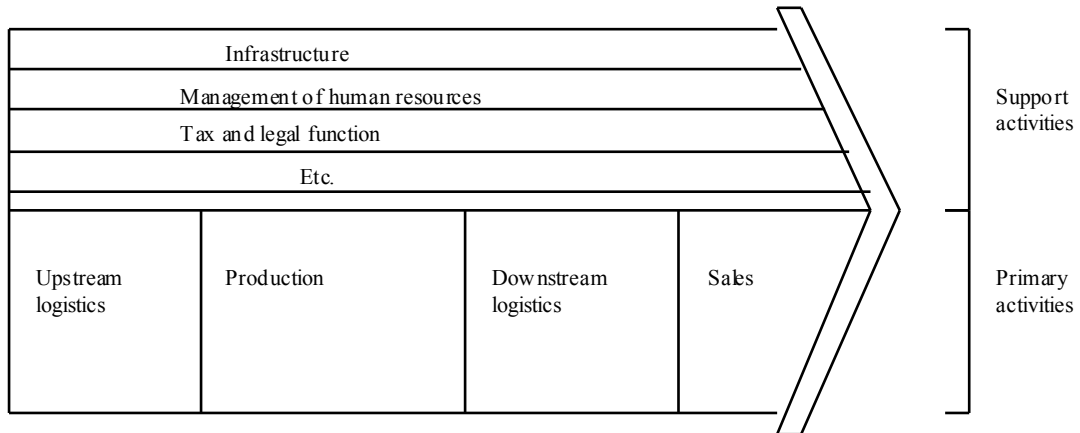 Infrastructure
Management of human resources
Tax and legal function
Etc.
Support
activities
Upstream
logistics
Production
Downstream
logistics
Sales
Primary
activities